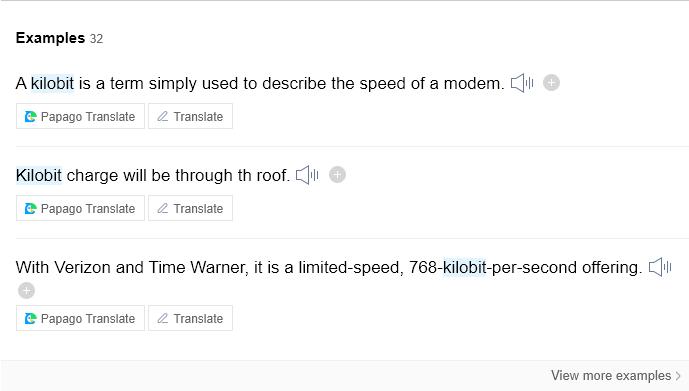 Examples 32
A kilobit is a term simply used to describe the speed of a modem.
Papago Translate Translate
Kilobit charge will be through th roof.
Papago Translate Translate
With Verizon and Time Warner, it is a limited-speed, 768-kilobit-per-second offering.
Papago Translate Translate
View more examples